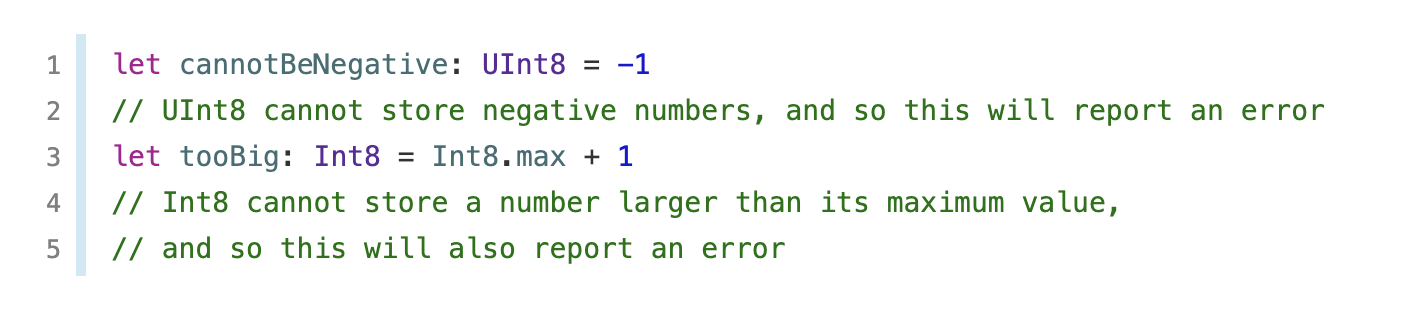 1 let cannotBeNegative: UInt8 = -1
2 // UInt8 cannot store negative numbers, and so this will report an error
3 let tooBig: Int8 = Int8.max + 1
4 // Int8 cannot store a number larger than its maximum value,
5 // and so this will also report an error